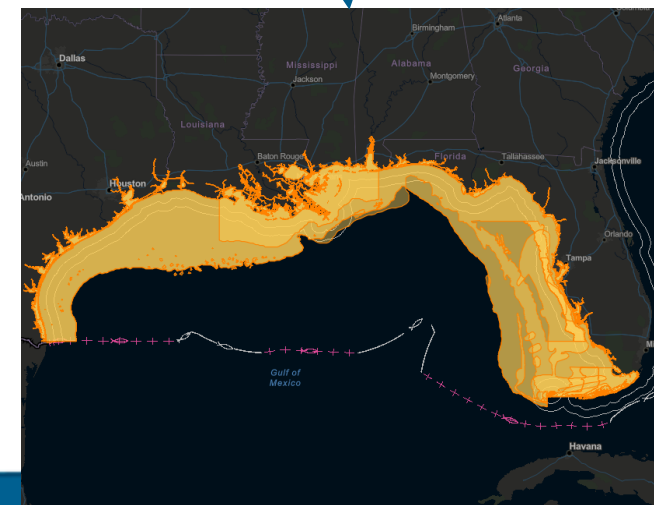 Atlanta
Birmingham
Dallas
Mississippi
Alabama
Georgia
Jackson
Montgomery
Louisiana
Austin
Baton Rouge
Florida
Tallahassee
Jacksonville
Houston
Antonio
Orlando
Tampa
Mi
Gulf of
Mexico
Havana